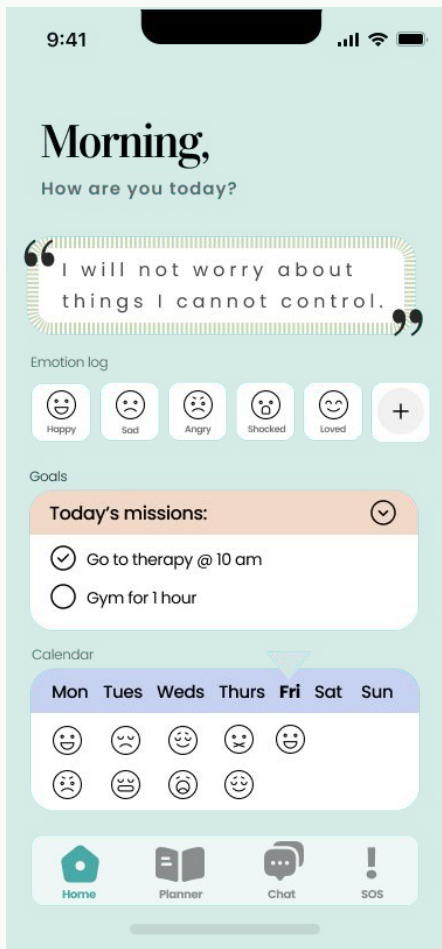 9:41
Morning,
How are you today?
“I will not worry about
things I cannot control.”
Emotion log
Happy Sad Angry Shocked Loved +
Goals
Today's missions:
Go to therapy @ 10 am
Gym for 1 hour
Calendar
Mon Tues Weds Thurs Fri Sat Sun
Home Planner Chat SOS